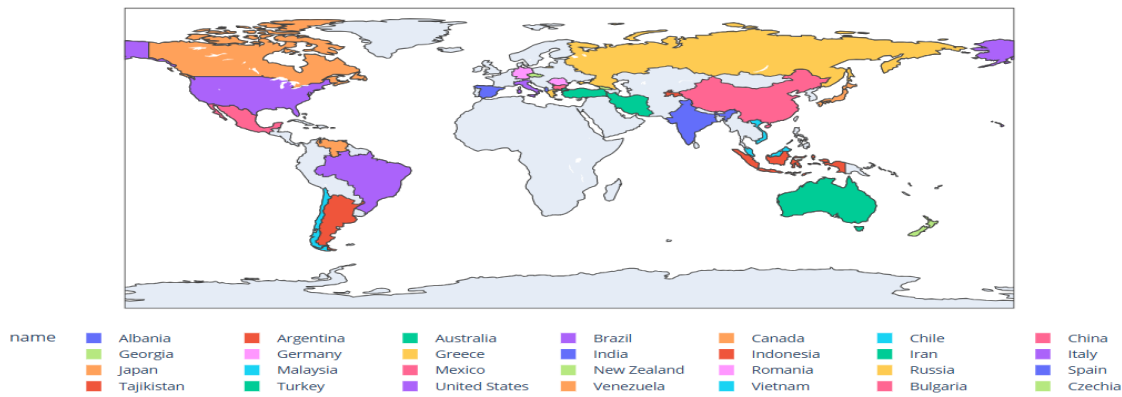 name Albania Argentina Australia Brazil Canada Chile China
Georgia Germany Greece India Indonesia Iran Italy
Japan Malaysia Mexico New Zealand Romania Russia Spain
Tajikistan Turkey United States Venezuela Vietnam Bulgaria Czechia